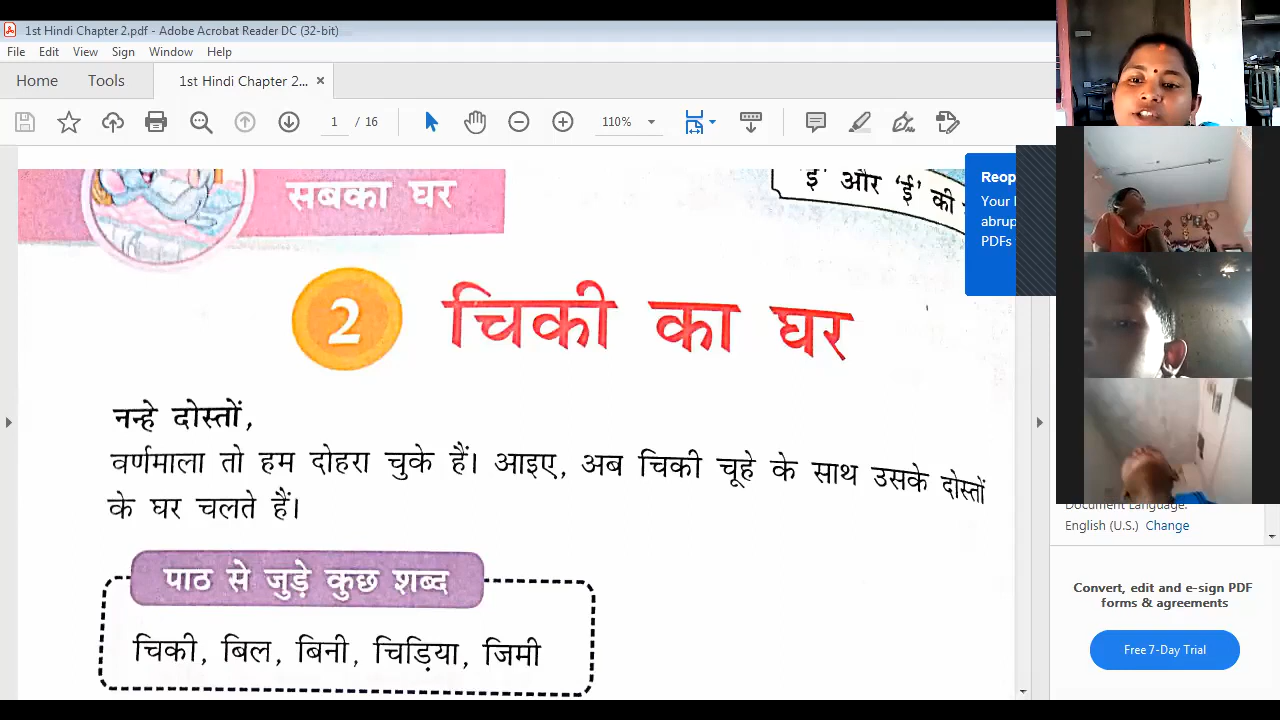 1st Hindi Chapter 2.pdf - Adobe Acrobat Reader DC (32-bit)
File Edit View Sign Window Help
Home Tools 1st Hindi Chapter 2... ×
1 / 16 110%
सबका घर
'इ' और 'ई' की
Reop
Your
abrup
PDFs
2 चिकी का घर
नन्हे दोस्तों,
वर्णमाला तो हम दोहरा चुके हैं। आइए, अब चिकी चूहे के साथ उसके दोस्तों
के घर चलते हैं।
पाठ से जुड़े कुछ शब्द
चिकी, बिल, बिनी, चिड़िया, जिमी
Document Language:
English (U.S.) Change
Convert, edit and e-sign PDF
forms & agreements
Free 7-Day Trial